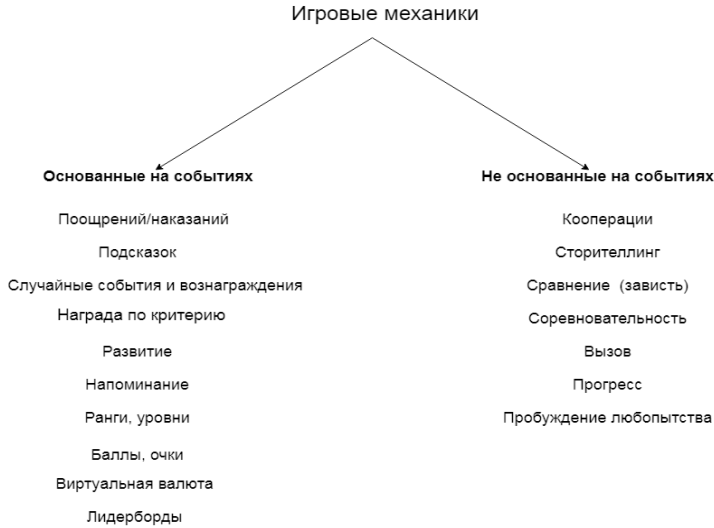 Игровые механики
Основанные на событиях
Поощрений/наказаний
Подсказок
Случайные события и вознаграждения
Награда по критерию
Развитие
Напоминание
Ранги, уровни
Баллы, очки
Виртуальная валюта
Лидерборды
Не основанные на событиях
Кооперации
Сторителлинг
Сравнение (зависть)
Соревновательность
Вызов
Прогресс
Пробуждение любопытства